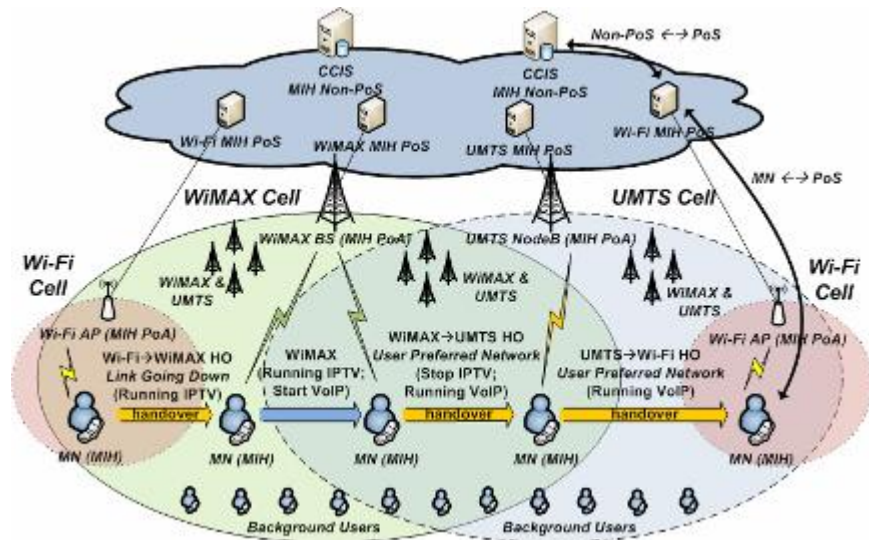 Non-PoS ←→ PoS
CCIS
MIH Non-PoS
CCIS
MIH Non-PoS
Wi-Fi MIH PoS
WiMAX MIH PoS
UMTS MIH PoS
Wi-Fi MIH PoS
MN ←→ PoS
WiMAX Cell
UMTS Cell
WiMAX BS (MIH PoA)
UMTS NodeB (MIH PoA)
Wi-Fi
Cell
WiMAX &
UMTS
WiMAX &
UMTS
WiMAX &
UMTS
Wi-Fi
Cell
Wi-Fi AP (MIH PoA)
Wi-Fi AP (MIH PoA)
Wi-Fi→WiMAX HO
Link Going Down
(Running IPTV)
WiMAX
(Running IPTV;
Start VoIP)
WiMAX→UMTS HO
User Preferred Network
(Stop IPTV;
Running VoIP)
UMTS→Wi-Fi HO
User Preferred Network
(Running VoIP)
handover
handover
handover
MN (MIH)
MN (MIH)
MN (MIH)
MN (MIH)
MN (MIH)
Background Users
Background Users